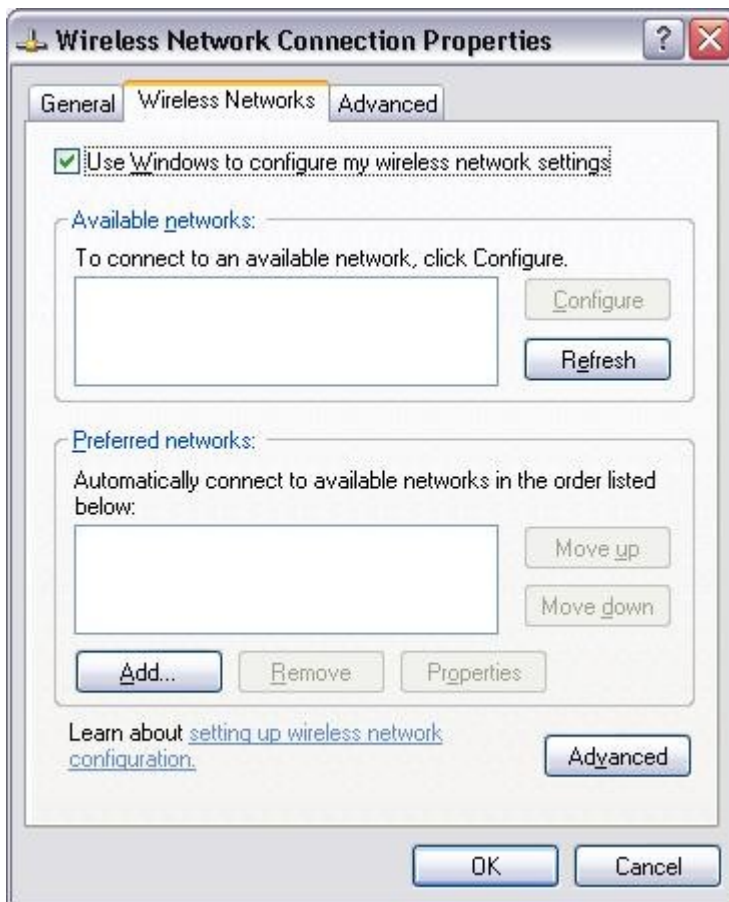 Wireless Network Connection Properties
?
General Wireless Networks Advanced
Use Windows to configure my wireless network settings
Available networks:
To connect to an available network, click Configure.
Configure
Refresh
Preferred networks:
Automatically connect to available networks in the order listed
below:
Move up
Move down
Add... Remove Properties
Learn about setting up wireless network
configuration.
Advanced
OK Cancel